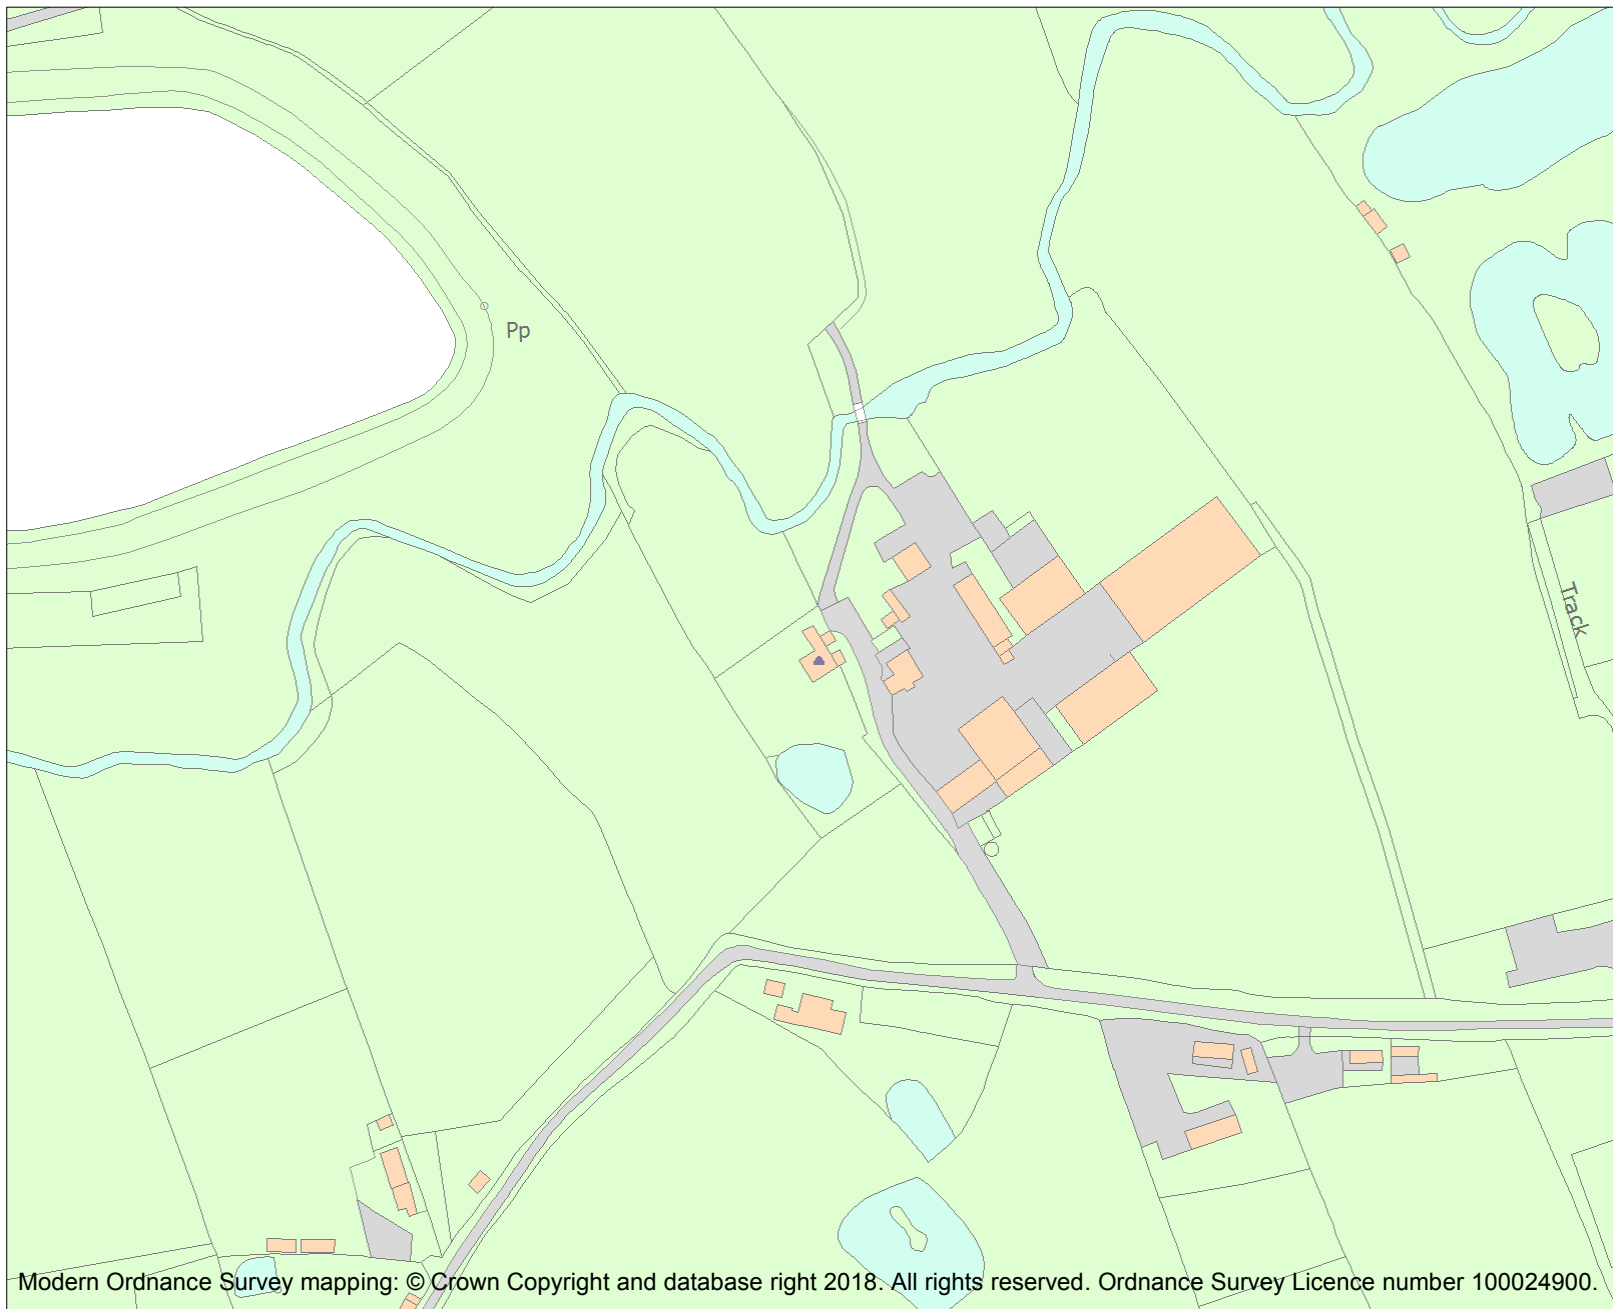 Pp
Track
Modern Ordnance Survey mapping: © Crown Copyright and database right 2018. All rights reserved. Ordnance Survey Licence number 100024900.